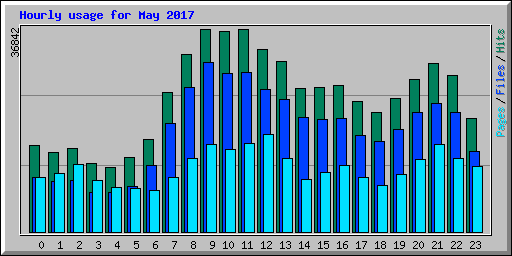 Hourly usage for May 2017
36842
Pages/Files/Hits
0 1 2 3 4 5 6 7 8 9 10 11 12 13 14 15 16 17 18 19 20 21 22 23